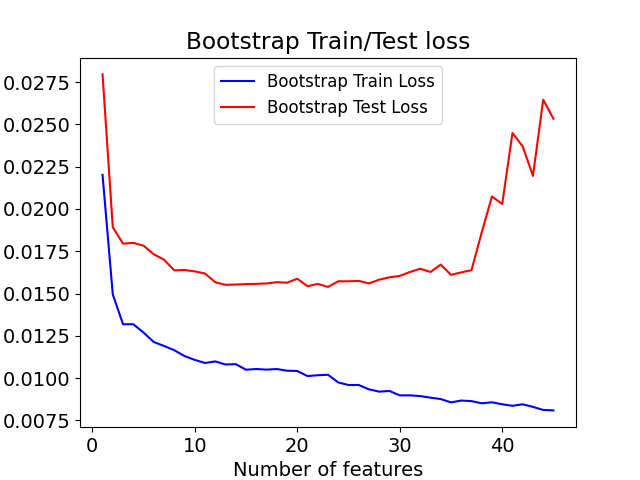 Bootstrap Train/Test loss
Bootstrap Train Loss
Bootstrap Test Loss
0.0275
0.0250
0.0225
0.0200
0.0175
0.0150
0.0125
0.0100
0.0075
0 10 20 30 40
Number of features